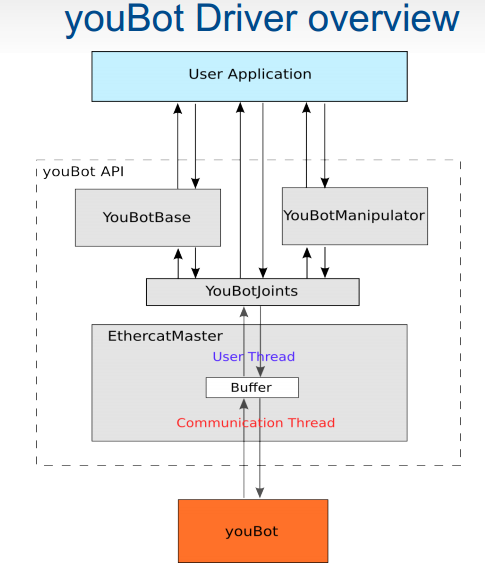 youBot Driver overview
User Application
youBot API
YouBotBase
YouBotManipulator
YouBotJoints
EthercatMaster
User Thread
Buffer
Communication Thread
youBot